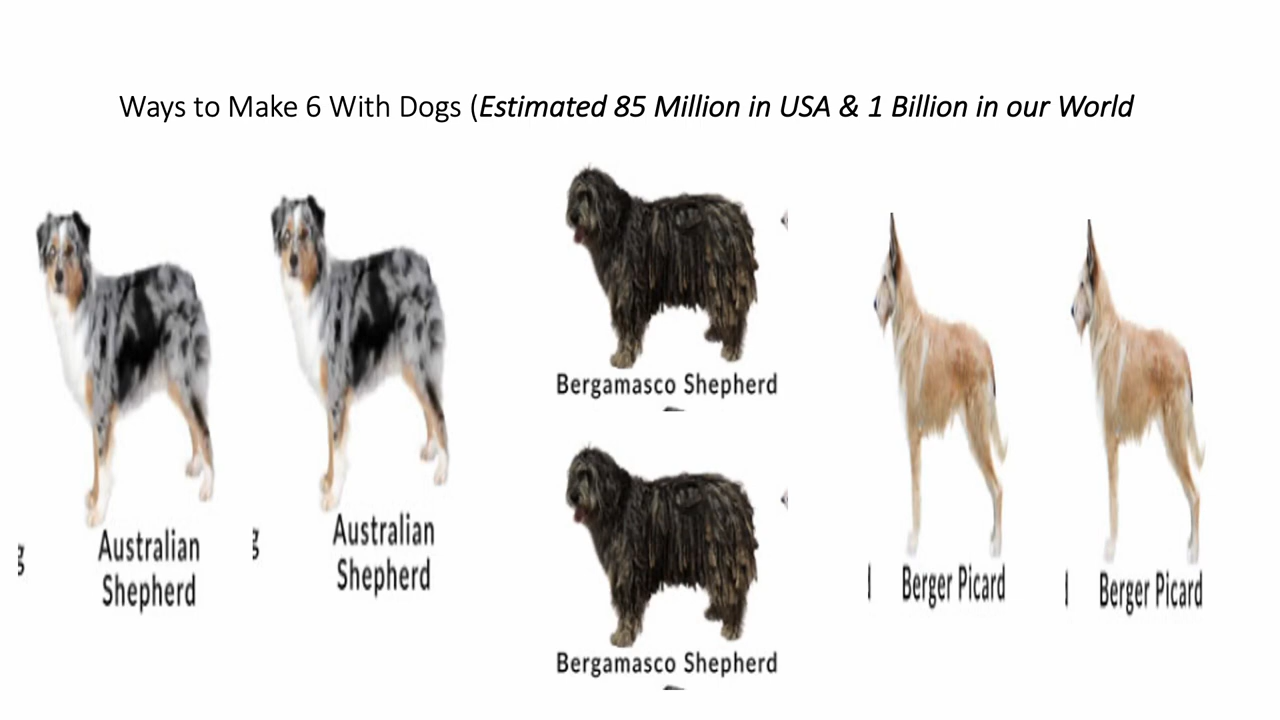 Ways to Make 6 With Dogs (Estimated 85 Million in USA & 1 Billion in our World
g
Australian
Shepherd
g
Australian
Shepherd
Bergamasco Shepherd
Bergamasco Shepherd
Berger Picard
Berger Picard